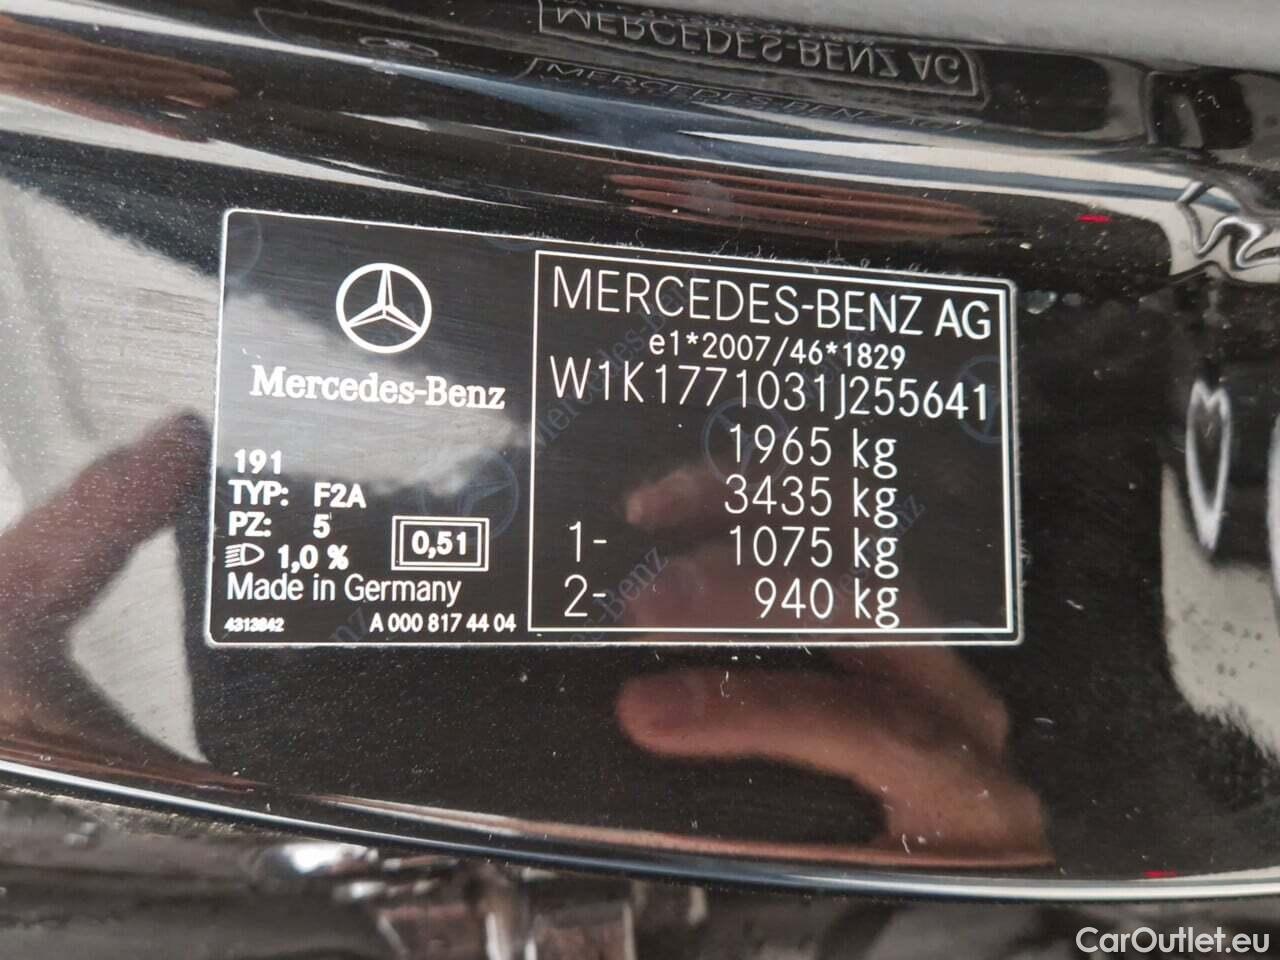 MERCEDES-BENZ AG
Mercedes-Benz
191
TYP: F2A
PZ: 5
1,0 %
0,51
Made in Germany
4313842
A 000 817 44 04
MERCEDES-BENZ AG
e1*2007/46*1829
W1K1771031J255641
1965 kg
3435 kg
1- 1075 kg
2- 940 kg
CarOutlet.eu